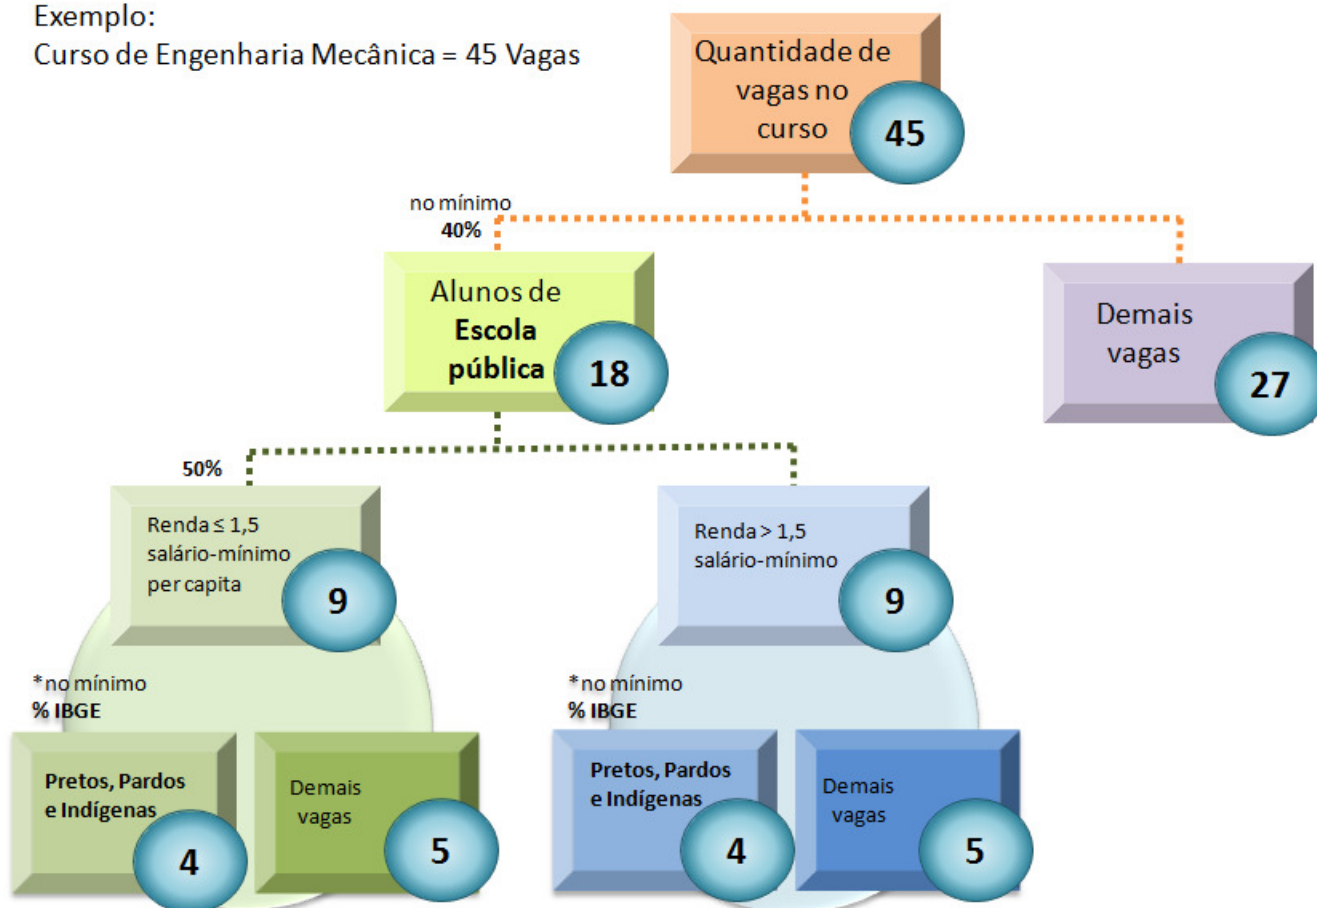 Exemplo:
Curso de Engenharia Mecânica = 45 Vagas
Quantidade de
vagas no
curso
45
no mínimo
40%
Alunos de
Escola
pública
18
Demais
vagas
27
50%
Renda ≤ 1,5
salário-mínimo
per capita
9
Renda > 1,5
salário-mínimo
9
*no mínimo
% IBGE
Pretos, Pardos
e Indígenas
4
Demais
vagas
5
*no mínimo
% IBGE
Pretos, Pardos
e Indígenas
4
Demais
vagas
5